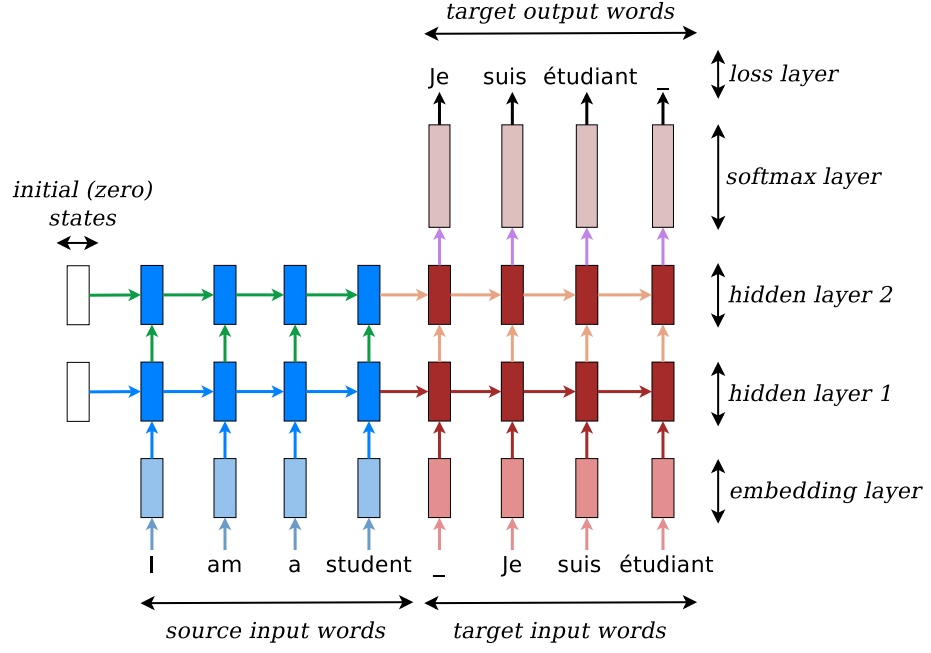 target output words
Je suis étudiant _
loss layer
softmax layer
initial (zero)
states
hidden layer 2
hidden layer 1
embedding layer
I am a student _ Je suis étudiant
source input words target input words